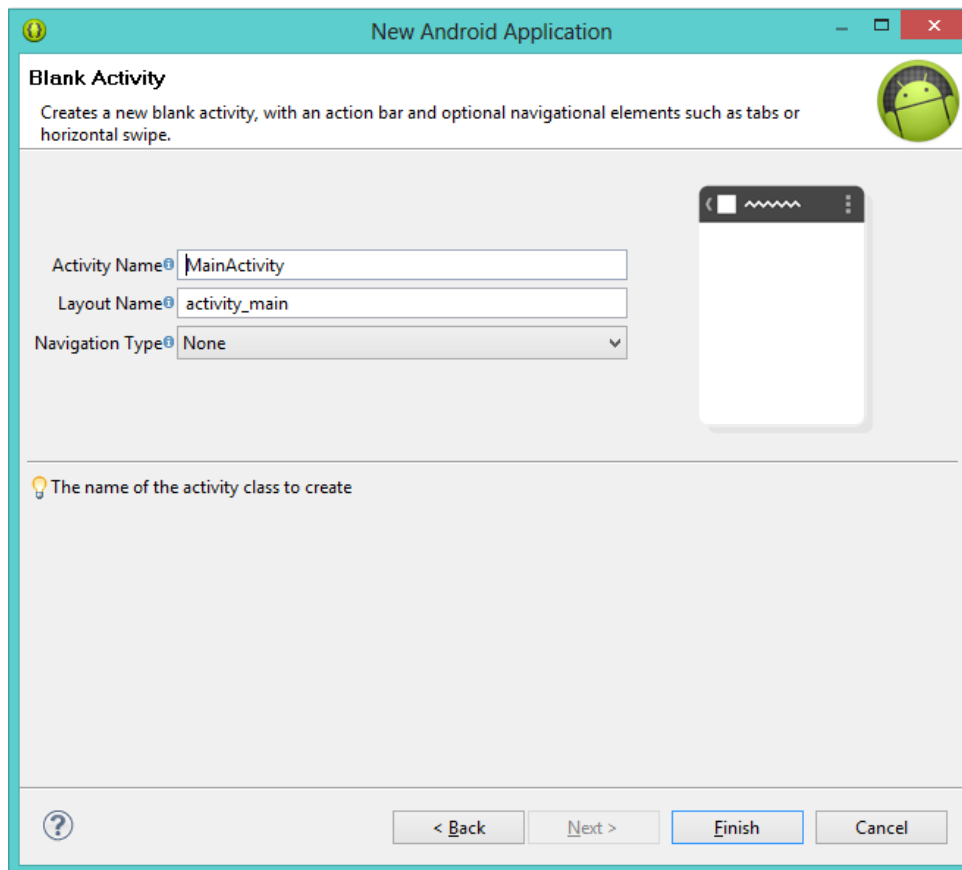 New Android Application
Blank Activity
Creates a new blank activity, with an action bar and optional navigational elements such as tabs or
horizontal swipe.
Activity Name MainActivity
Layout Name activity_main
Navigation Type None
The name of the activity class to create
< Back Next > Finish Cancel